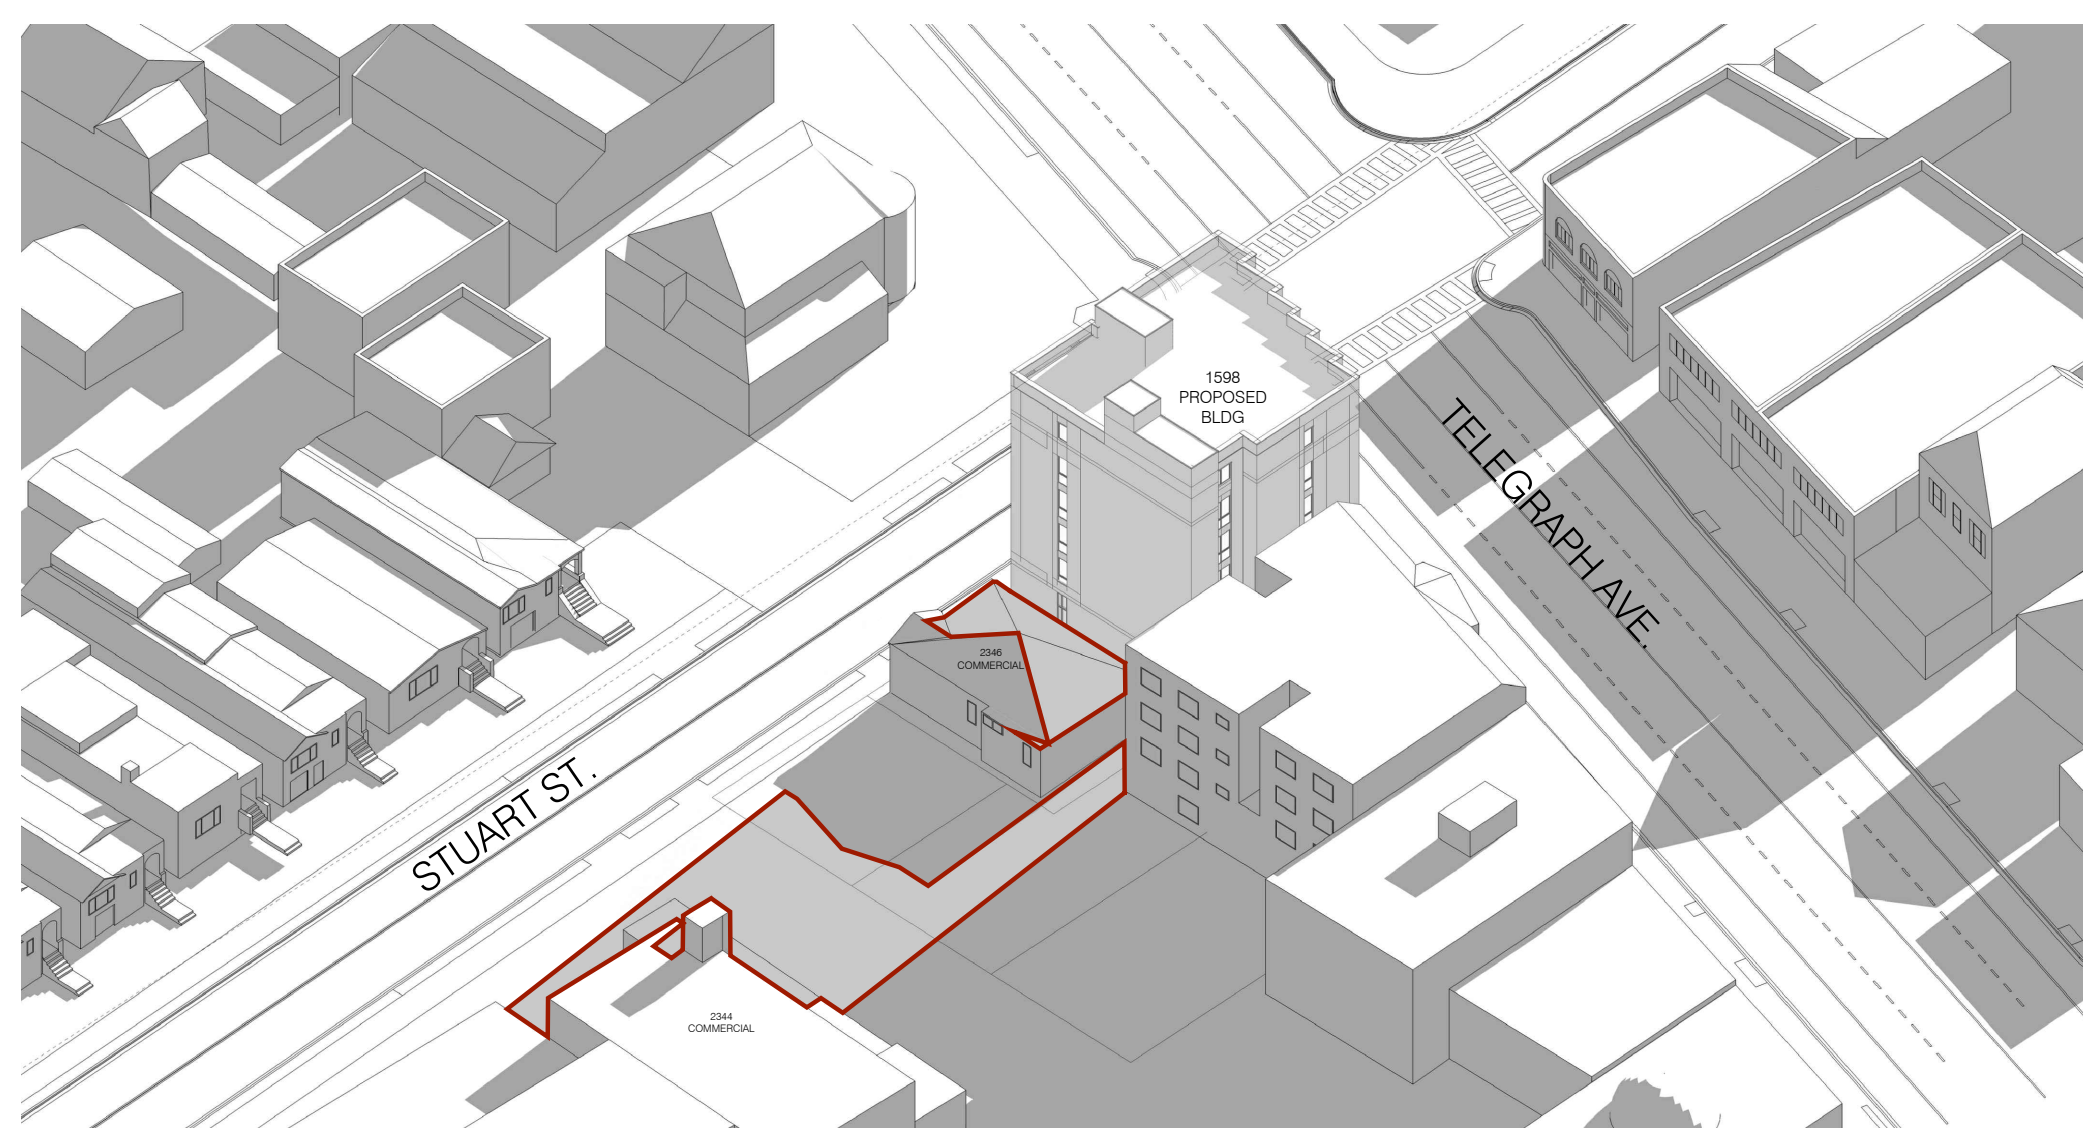 1598
PROPOSED
BLDG
TELEGRAPH AVE.
2346
COMMERCIAL
STUART ST.
2344
COMMERCIAL